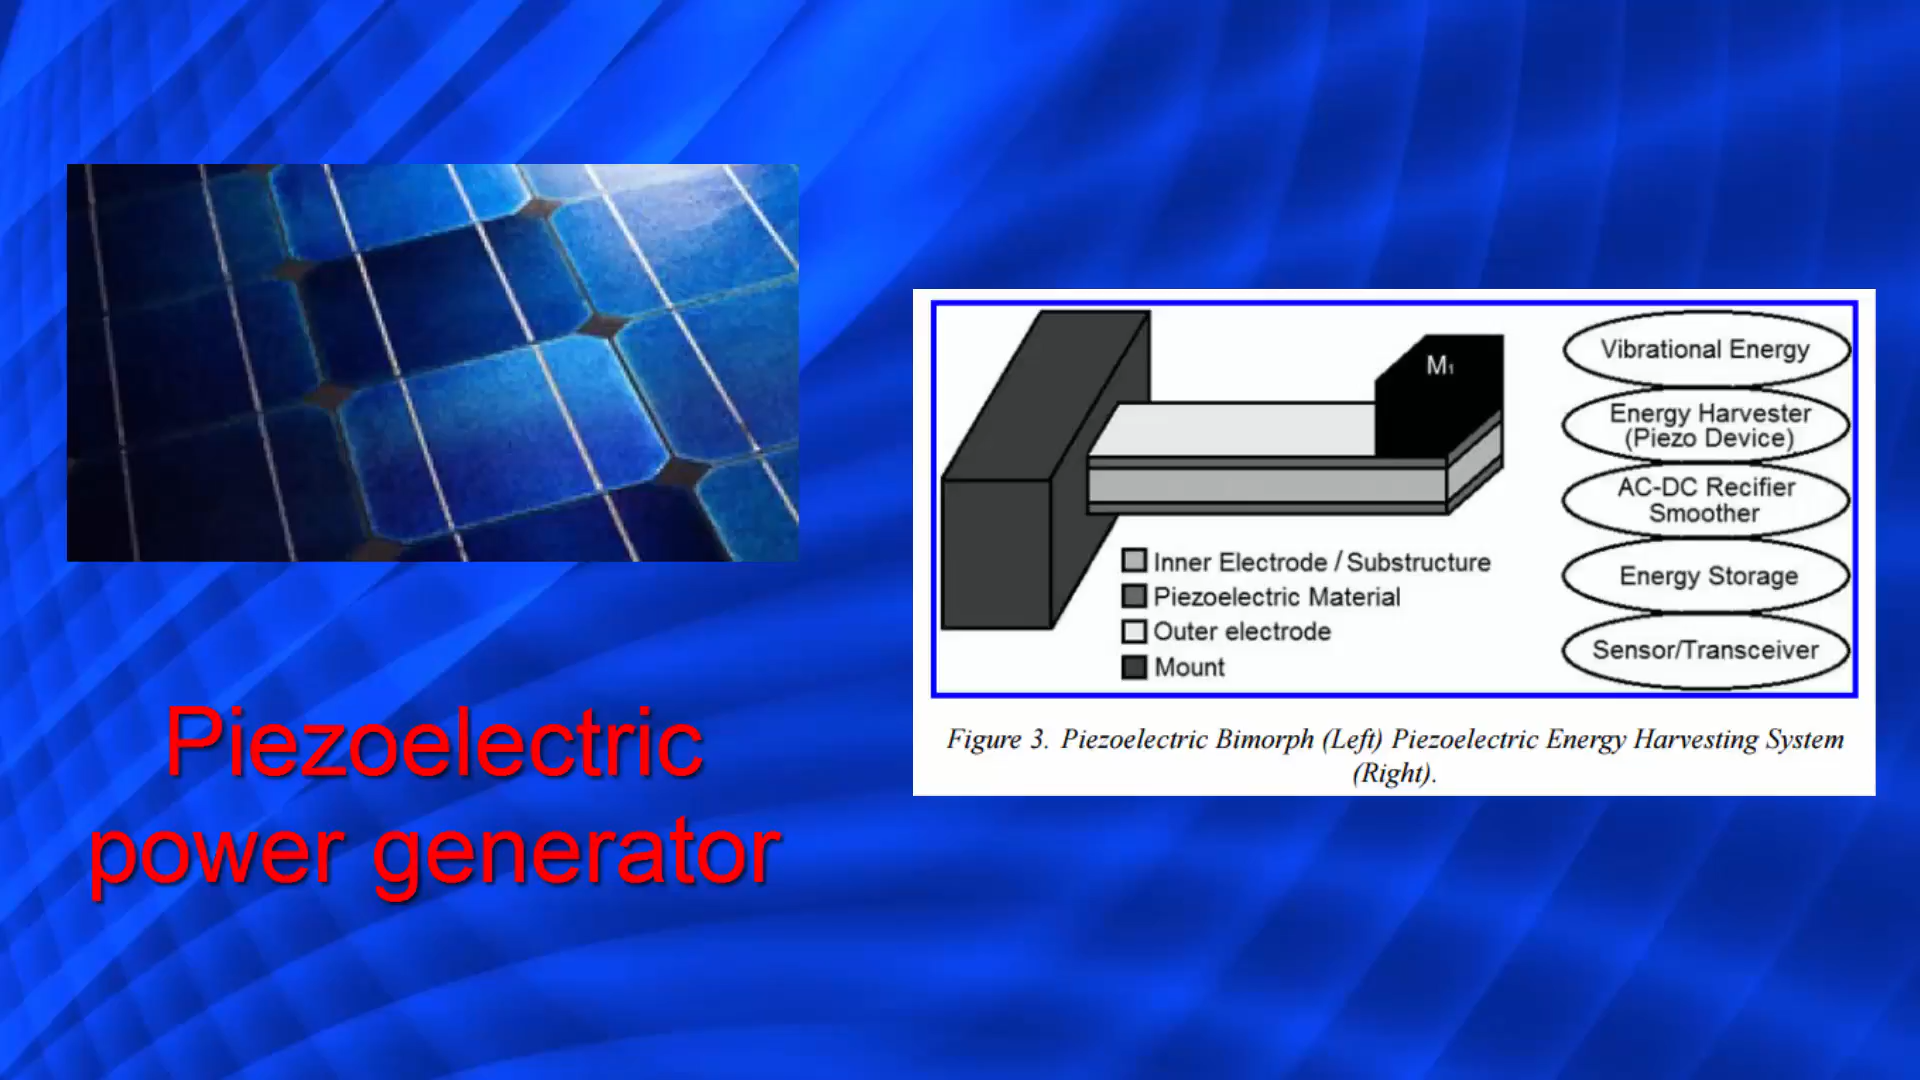 Piezoelectric
power generator
M₁
Inner Electrode / Substructure
Piezoelectric Material
Outer electrode
Mount
Vibrational Energy
Energy Harvester
(Piezo Device)
AC-DC Recifier
Smoother
Energy Storage
Sensor/Transceiver
Figure 3. Piezoelectric Bimorph (Left) Piezoelectric Energy Harvesting System
(Right).